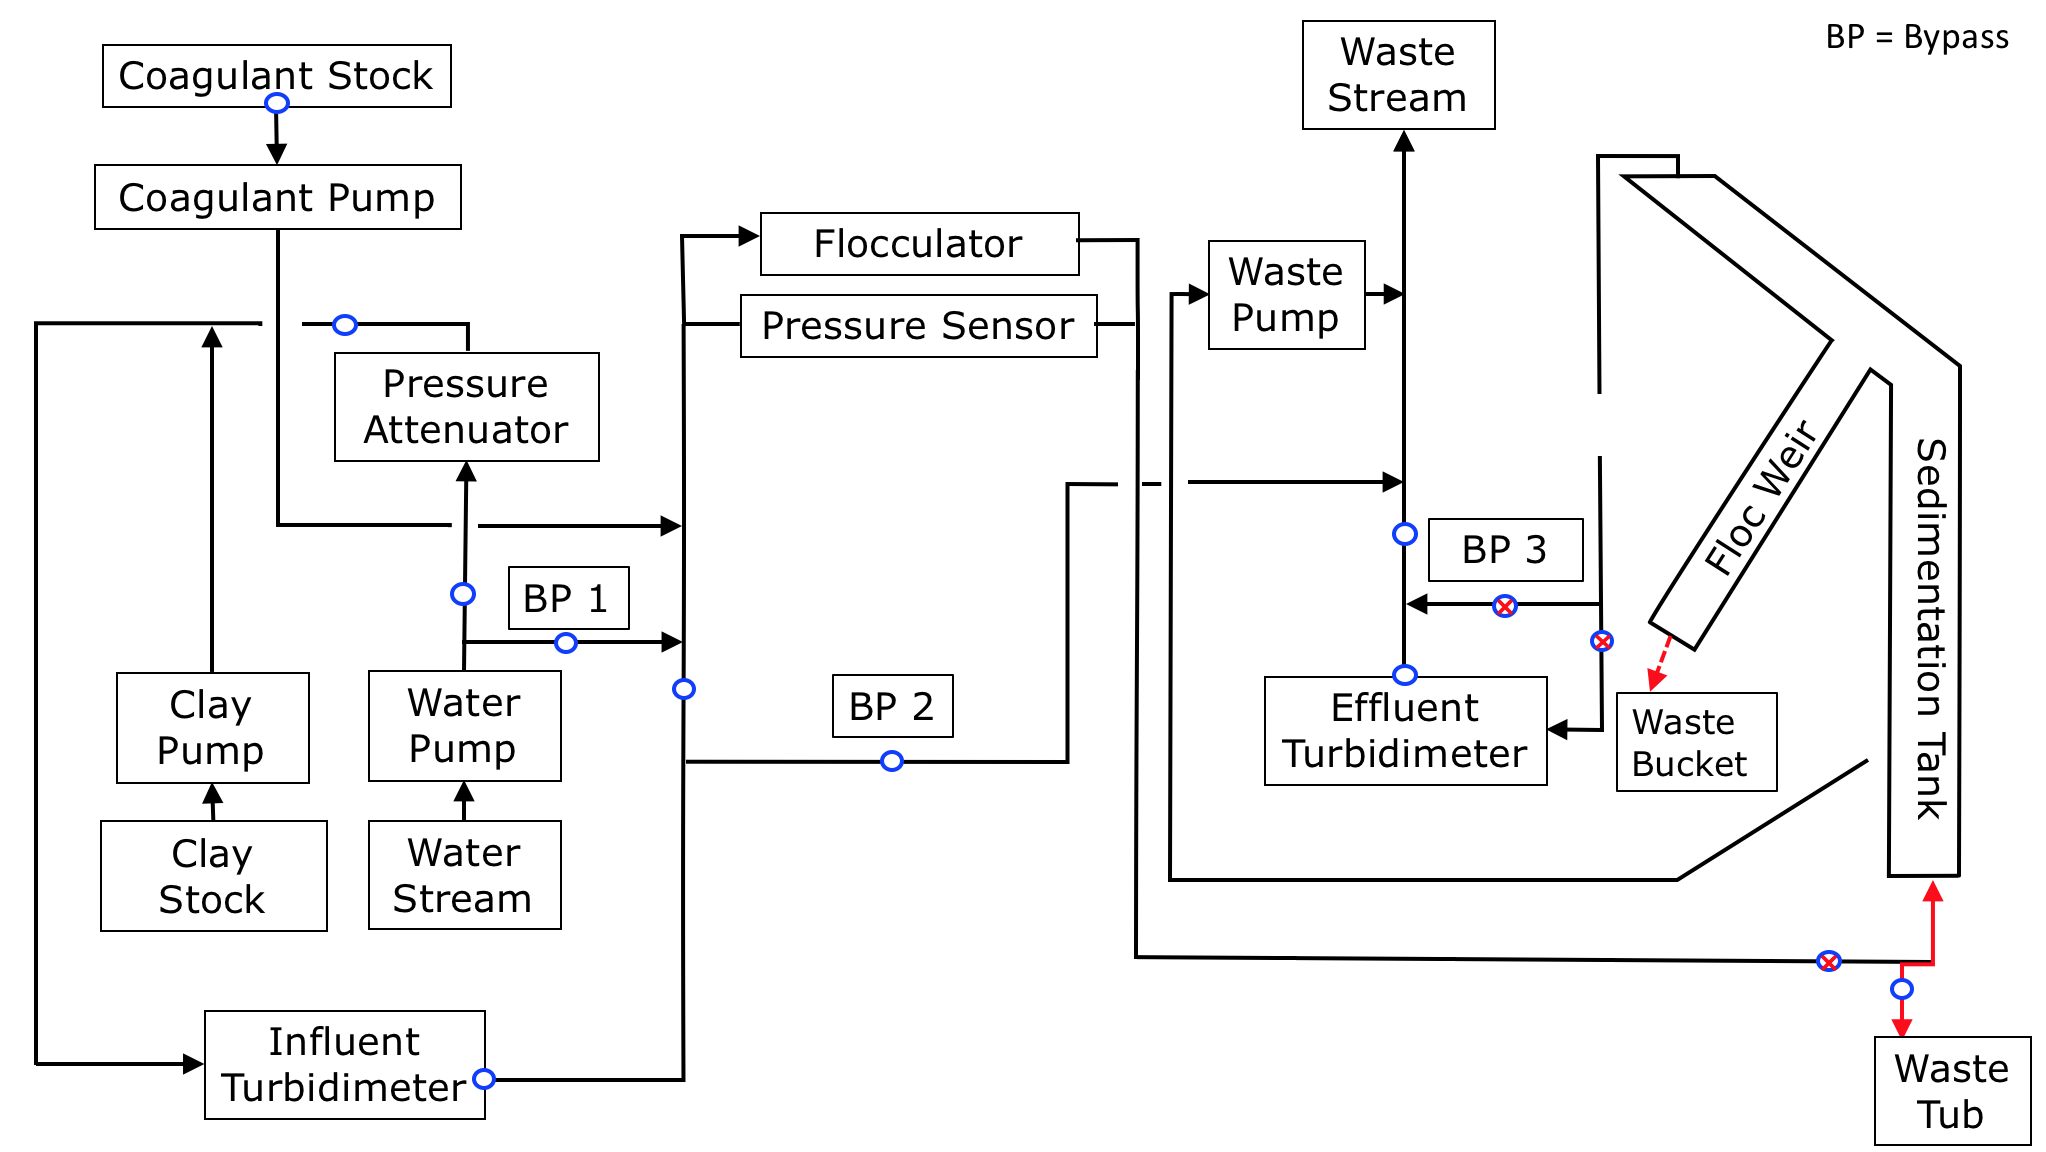 Coagulant Stock
Coagulant Pump
Pressure
Attenuator
Clay
Pump
Clay
Stock
Water
Pump
Water
Stream
BP 1
Influent
Turbidimeter
Flocculator
Pressure Sensor
BP 2
Waste
Stream
Waste
Pump
BP 3
Effluent
Turbidimeter
BP = Bypass
Floc Weir
Sedimentation Tank
Waste
Bucket
Waste
Tub